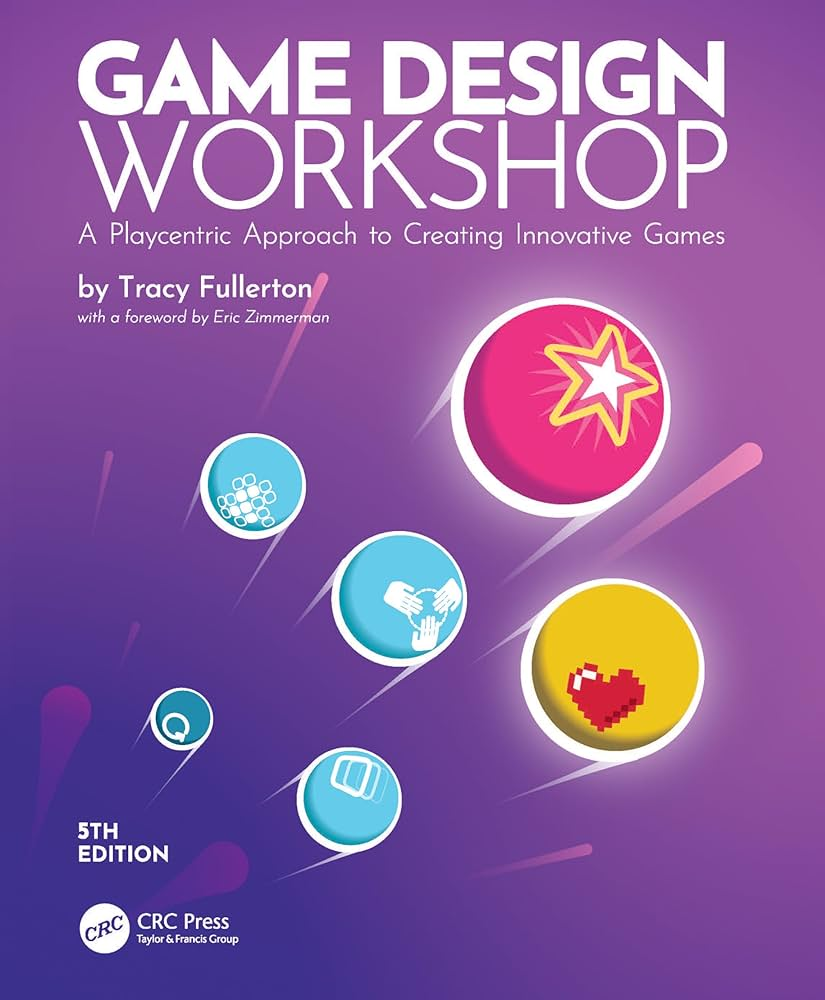 GAME DESIGN
WORKSHOP
A Playcentric Approach to Creating Innovative Games
by Tracy Fullerton
with a foreword by Eric Zimmerman
5TH
EDITION
CRC
CRC Press
Taylor & Francis Group